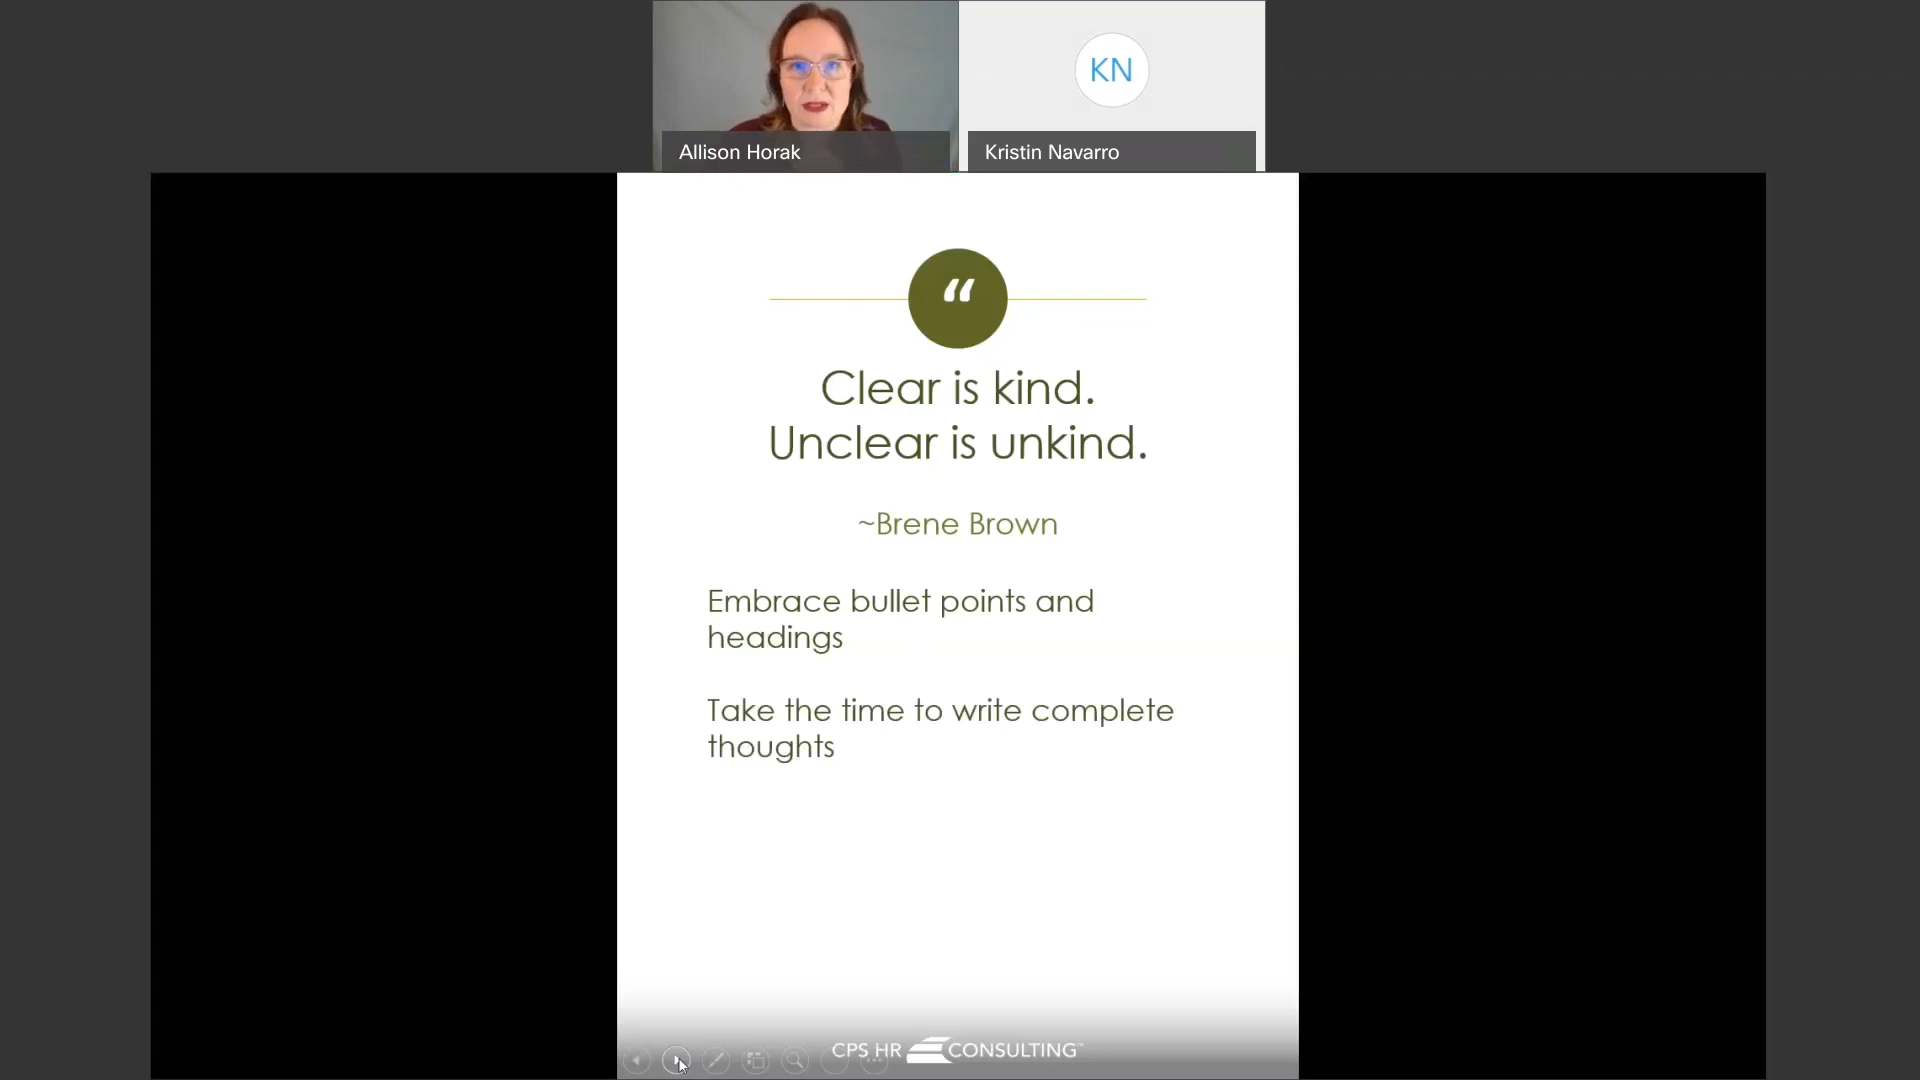 KN
Allison Horak
Kristin Navarro
“
Clear is kind.
Unclear is unkind.
~Brene Brown
Embrace bullet points and
headings
Take the time to write complete
thoughts
CPS HR CONSULTING™